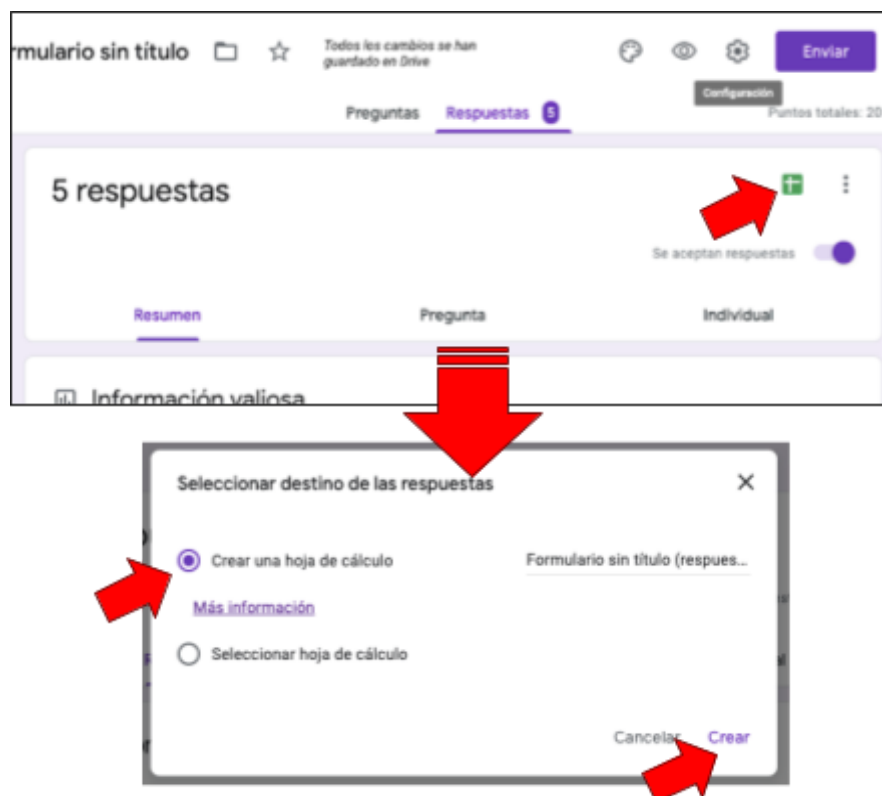 rmulario sin título
Todos los cambios se han
guardado en Drive
Enviar
Configuración
Preguntas Respuestas 5
Puntos totales: 20
5 respuestas
Se aceptan respuestas
Resumen Pregunta Individual
Información valiosa
Seleccionar destino de las respuestas
Crear una hoja de cálculo Formulario sin título (respues...
Más información
Seleccionar hoja de cálculo
Cancelar Crear